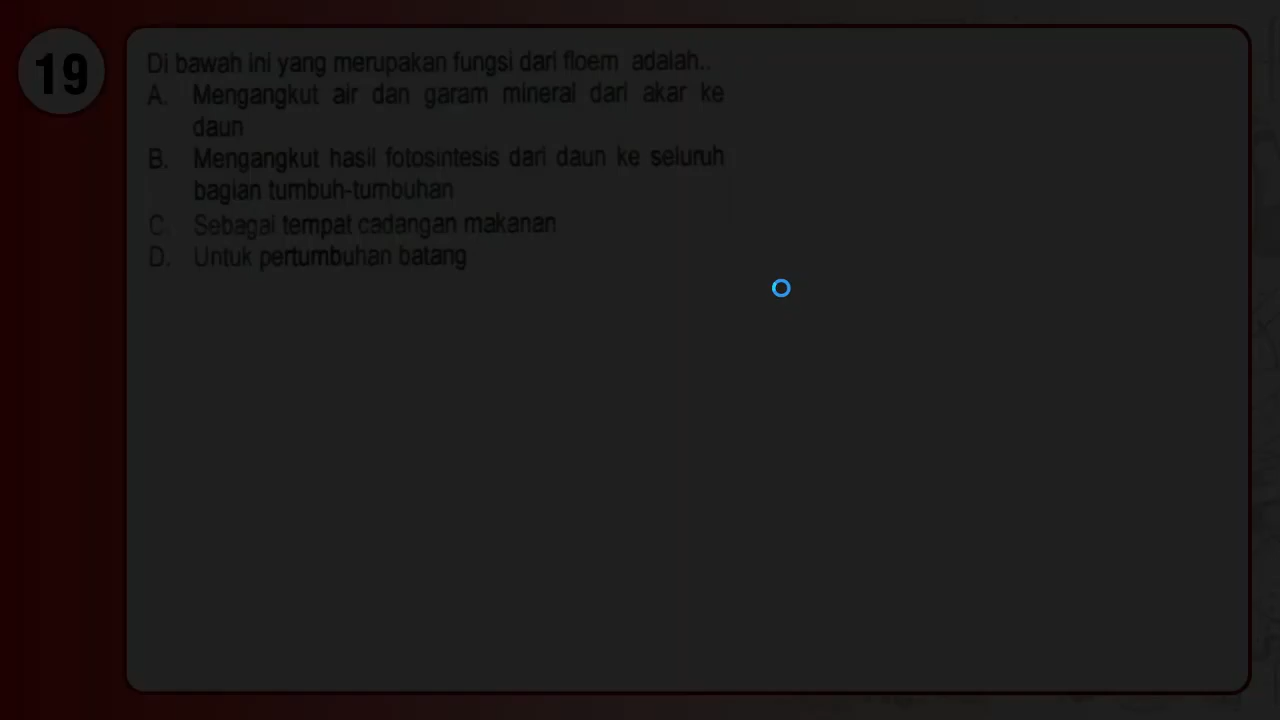 19
Di bawah ini yang merupakan fungsi dari floem adalah..
A. Mengangkut air dan garam mineral dari akar ke
daun
B. Mengangkut hasil fotosintesis dari daun ke seluruh
bagian tumbuh-tumbuhan
C. Sebagai tempat cadangan makanan
D. Untuk pertumbuhan batang